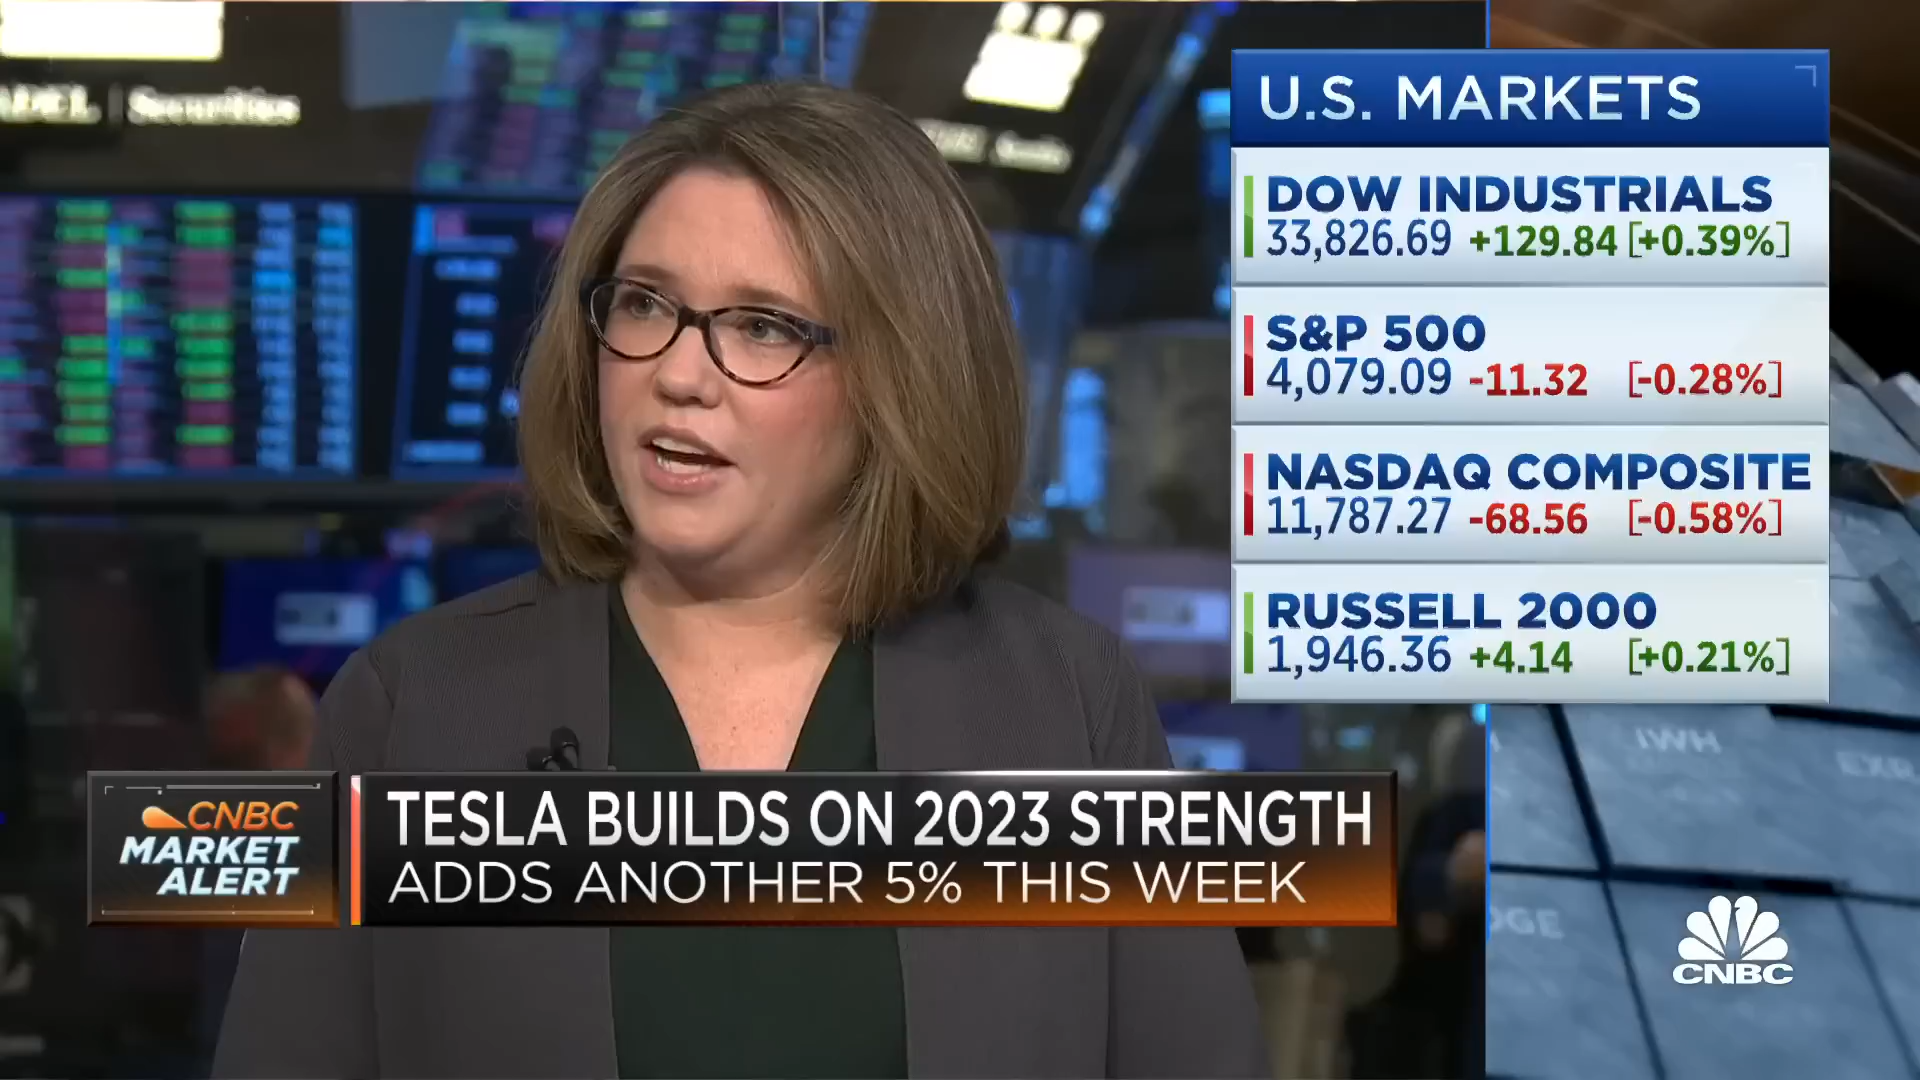 Securities
U.S. MARKETS
DOW INDUSTRIALS
33,826.69 +129.84 [+0.39%]
S&P 500
4,079.09 -11.32 [-0.28%]
NASDAQ COMPOSITE
11,787.27 -68.56 [-0.58%]
RUSSELL 2000
1,946.36 +4.14 [+0.21%]
IWH
CNBC
MARKET
ALERT
TESLA BUILDS ON 2023 STRENGTH
ADDS ANOTHER 5% THIS WEEK
CNBC